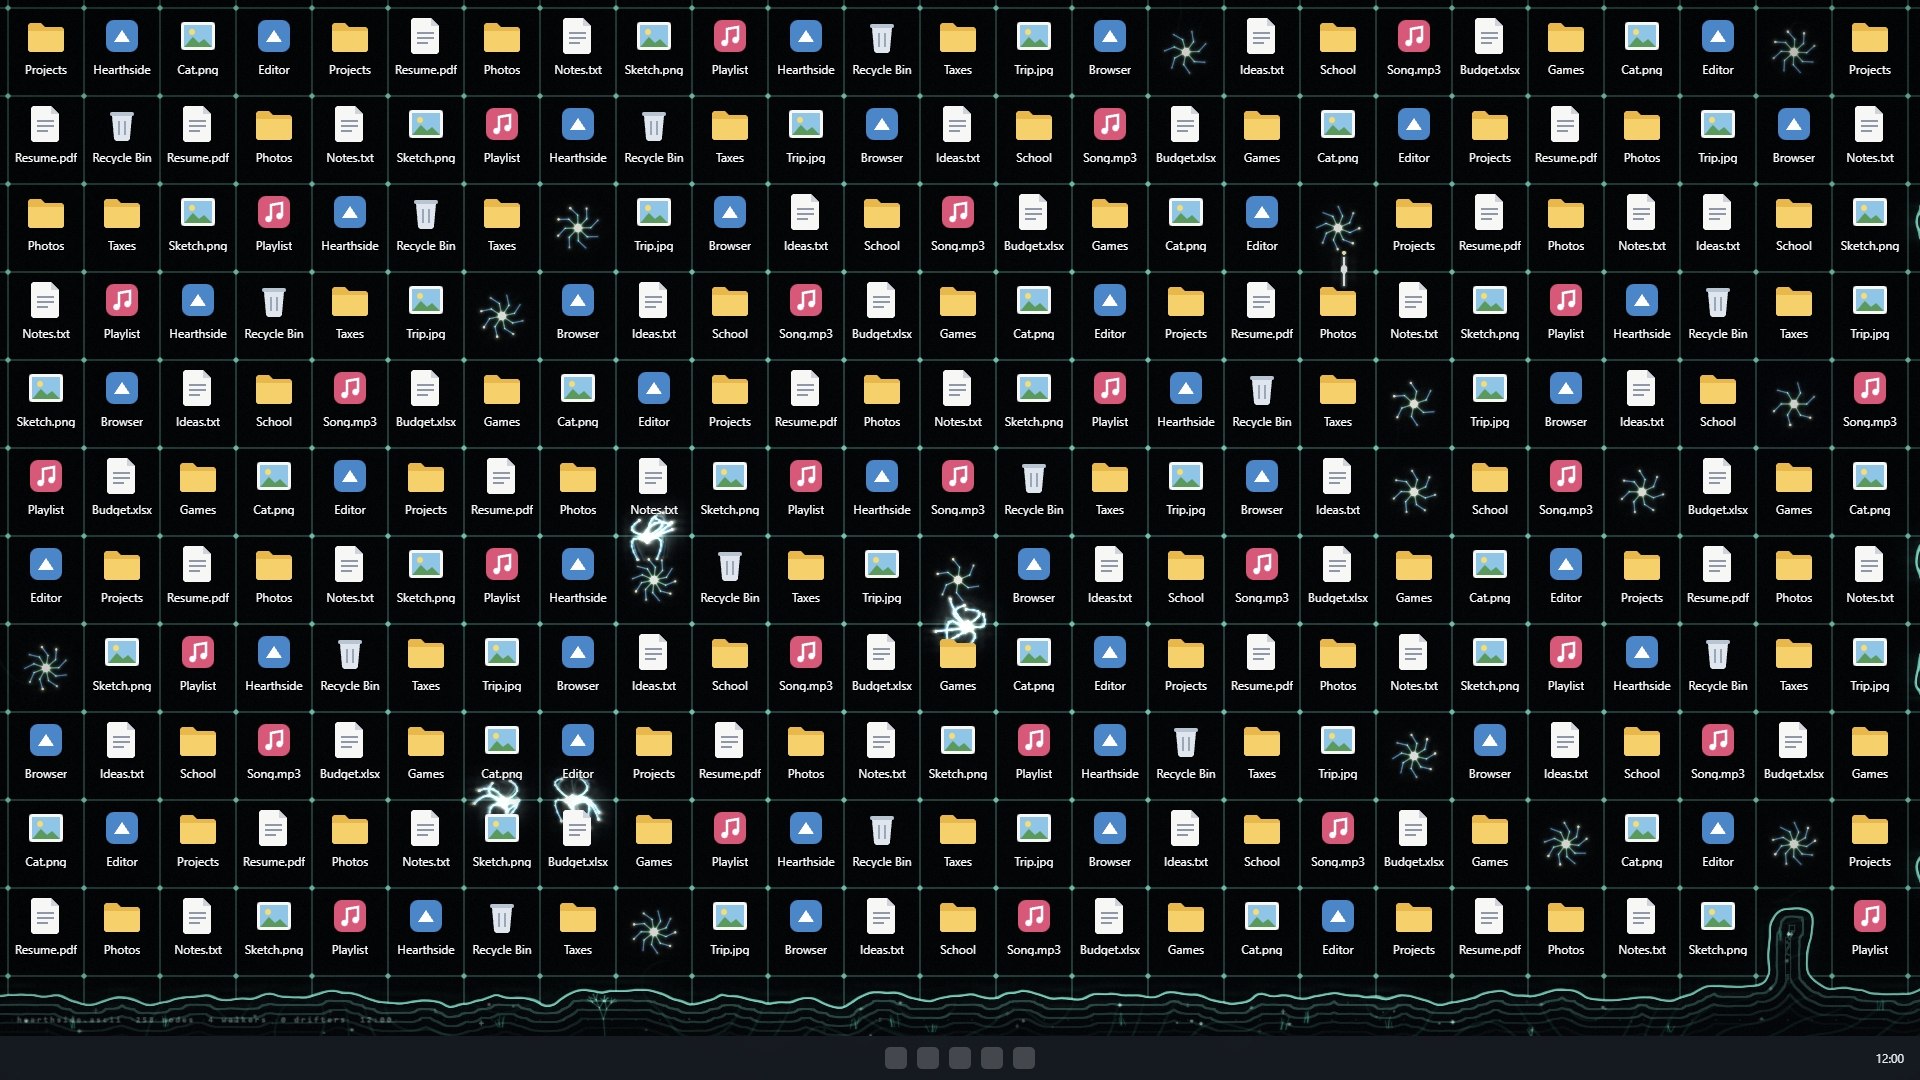 Projects Hearthside Cat.png Editor Projects Resume.pdf Photos Notes.txt Sketch.png Playlist Hearthside Recycle Bin Taxes Trip.jpg Browser Ideas.txt School Song.mp3 Budget.xlsx Games Cat.png Editor Projects
Resume.pdf Recycle Bin Resume.pdf Photos Notes.txt Sketch.png Playlist Hearthside Recycle Bin Taxes Trip.jpg Browser Ideas.txt School Song.mp3 Budget.xlsx Games Cat.png Editor Projects Resume.pdf Photos Trip.jpg Browser Notes.txt
Photos Taxes Sketch.png Playlist Hearthside Recycle Bin Taxes Trip.jpg Browser Ideas.txt School Song.mp3 Budget.xlsx Games Cat.png Editor Projects Resume.pdf Photos Notes.txt Ideas.txt School Sketch.png
Notes.txt Playlist Hearthside Recycle Bin Taxes Trip.jpg Browser Ideas.txt School Song.mp3 Budget.xlsx Games Cat.png Editor Projects Resume.pdf Photos Notes.txt Sketch.png Playlist Hearthside Recycle Bin Taxes Trip.jpg
Sketch.png Browser Ideas.txt School Song.mp3 Budget.xlsx Games Cat.png Editor Projects Resume.pdf Photos Notes.txt Sketch.png Playlist Hearthside Recycle Bin Taxes Trip.jpg Browser Ideas.txt School Song.mp3
Playlist Budget.xlsx Games Cat.png Editor Projects Resume.pdf Photos Notes.txt Sketch.png Playlist Hearthside Song.mp3 Recycle Bin Taxes Trip.jpg Browser Ideas.txt School Song.mp3 Budget.xlsx Games Cat.png
Editor Projects Resume.pdf Photos Notes.txt Sketch.png Playlist Hearthside Recycle Bin Taxes Trip.jpg Browser Ideas.txt School Song.mp3 Budget.xlsx Games Cat.png Editor Projects Resume.pdf Photos Notes.txt
Sketch.png Playlist Hearthside Recycle Bin Taxes Trip.jpg Browser Ideas.txt School Song.mp3 Budget.xlsx Games Cat.png Editor Projects Resume.pdf Photos Notes.txt Sketch.png Playlist Hearthside Recycle Bin Taxes Trip.jpg
Browser Ideas.txt School Song.mp3 Budget.xlsx Games Cat.png Editor Projects Resume.pdf Photos Notes.txt Sketch.png Playlist Hearthside Recycle Bin Taxes Trip.jpg Browser Ideas.txt School Song.mp3 Budget.xlsx Games
Cat.png Editor Projects Resume.pdf Photos Notes.txt Sketch.png Budget.xlsx Games Playlist Hearthside Recycle Bin Taxes Trip.jpg Browser Ideas.txt School Song.mp3 Budget.xlsx Games Cat.png Editor Projects
Resume.pdf Photos Notes.txt Sketch.png Playlist Hearthside Recycle Bin Taxes Trip.jpg Browser Ideas.txt School Song.mp3 Budget.xlsx Games Cat.png Editor Projects Resume.pdf Photos Notes.txt Sketch.png Playlist
12:00